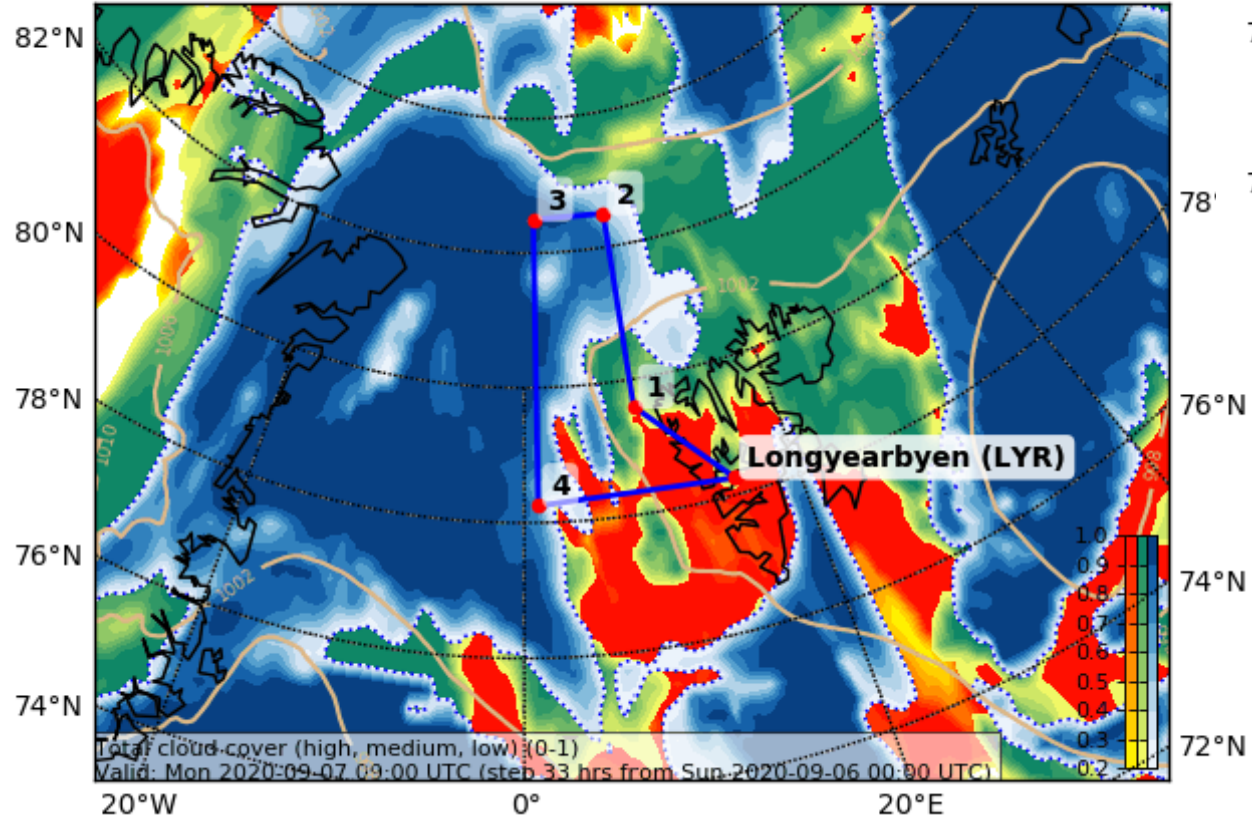 82°N
80°N
78°N
76°N
74°N
78°
76°N
74°N
72°N
20°W
0°
20°E
3
2
1
4
Longyearbyen (LYR)
1002
1002
1010
998
1.0
0.9
0.8
0.7
0.6
0.5
0.4
0.3
0.2
Total cloud cover (high, medium, low) (0-1)
Valid: Mon 2020-09-07 09:00 UTC (step 33 hrs from Sun 2020-09-06 00:00 UTC)